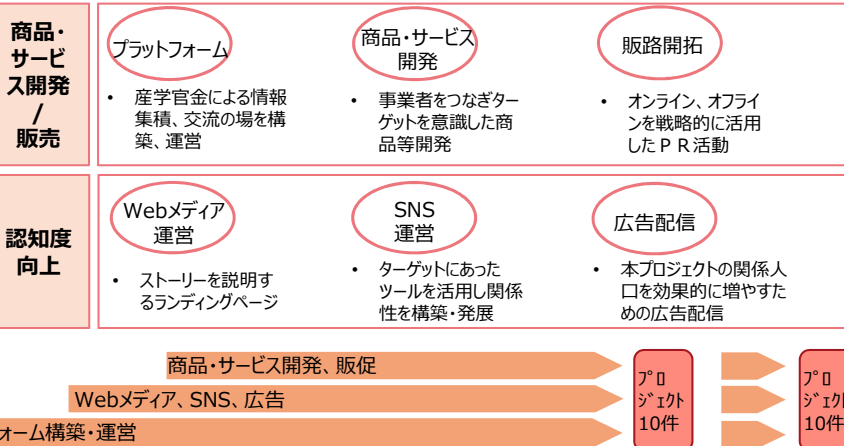 商品・
サービ
ス開発
/
販売
プラットフォーム
• 産学官金による情報
集積、交流の場を構
築、運営
商品・サービス
開発
• 事業者をつなぎター
ゲットを意識した商
品等開発
販路開拓
• オンライン、オフライ
ンを戦略的に活用
したＰＲ活動
認知度
向上
Webメディア
運営
• ストーリーを説明す
るランディングページ
SNS
運営
• ターゲットにあった
ツールを活用し関係
性を構築・発展
広告配信
• 本プロジェクトの関係人
口を効果的に増やすた
めの広告配信
商品・サービス開発、販促
Webメディア、SNS、広告
ォーム構築・運営
ﾌﾟﾛ
ｼﾞｪｸﾄ
10件
ﾌﾟﾛ
ｼﾞｪｸﾄ
10件